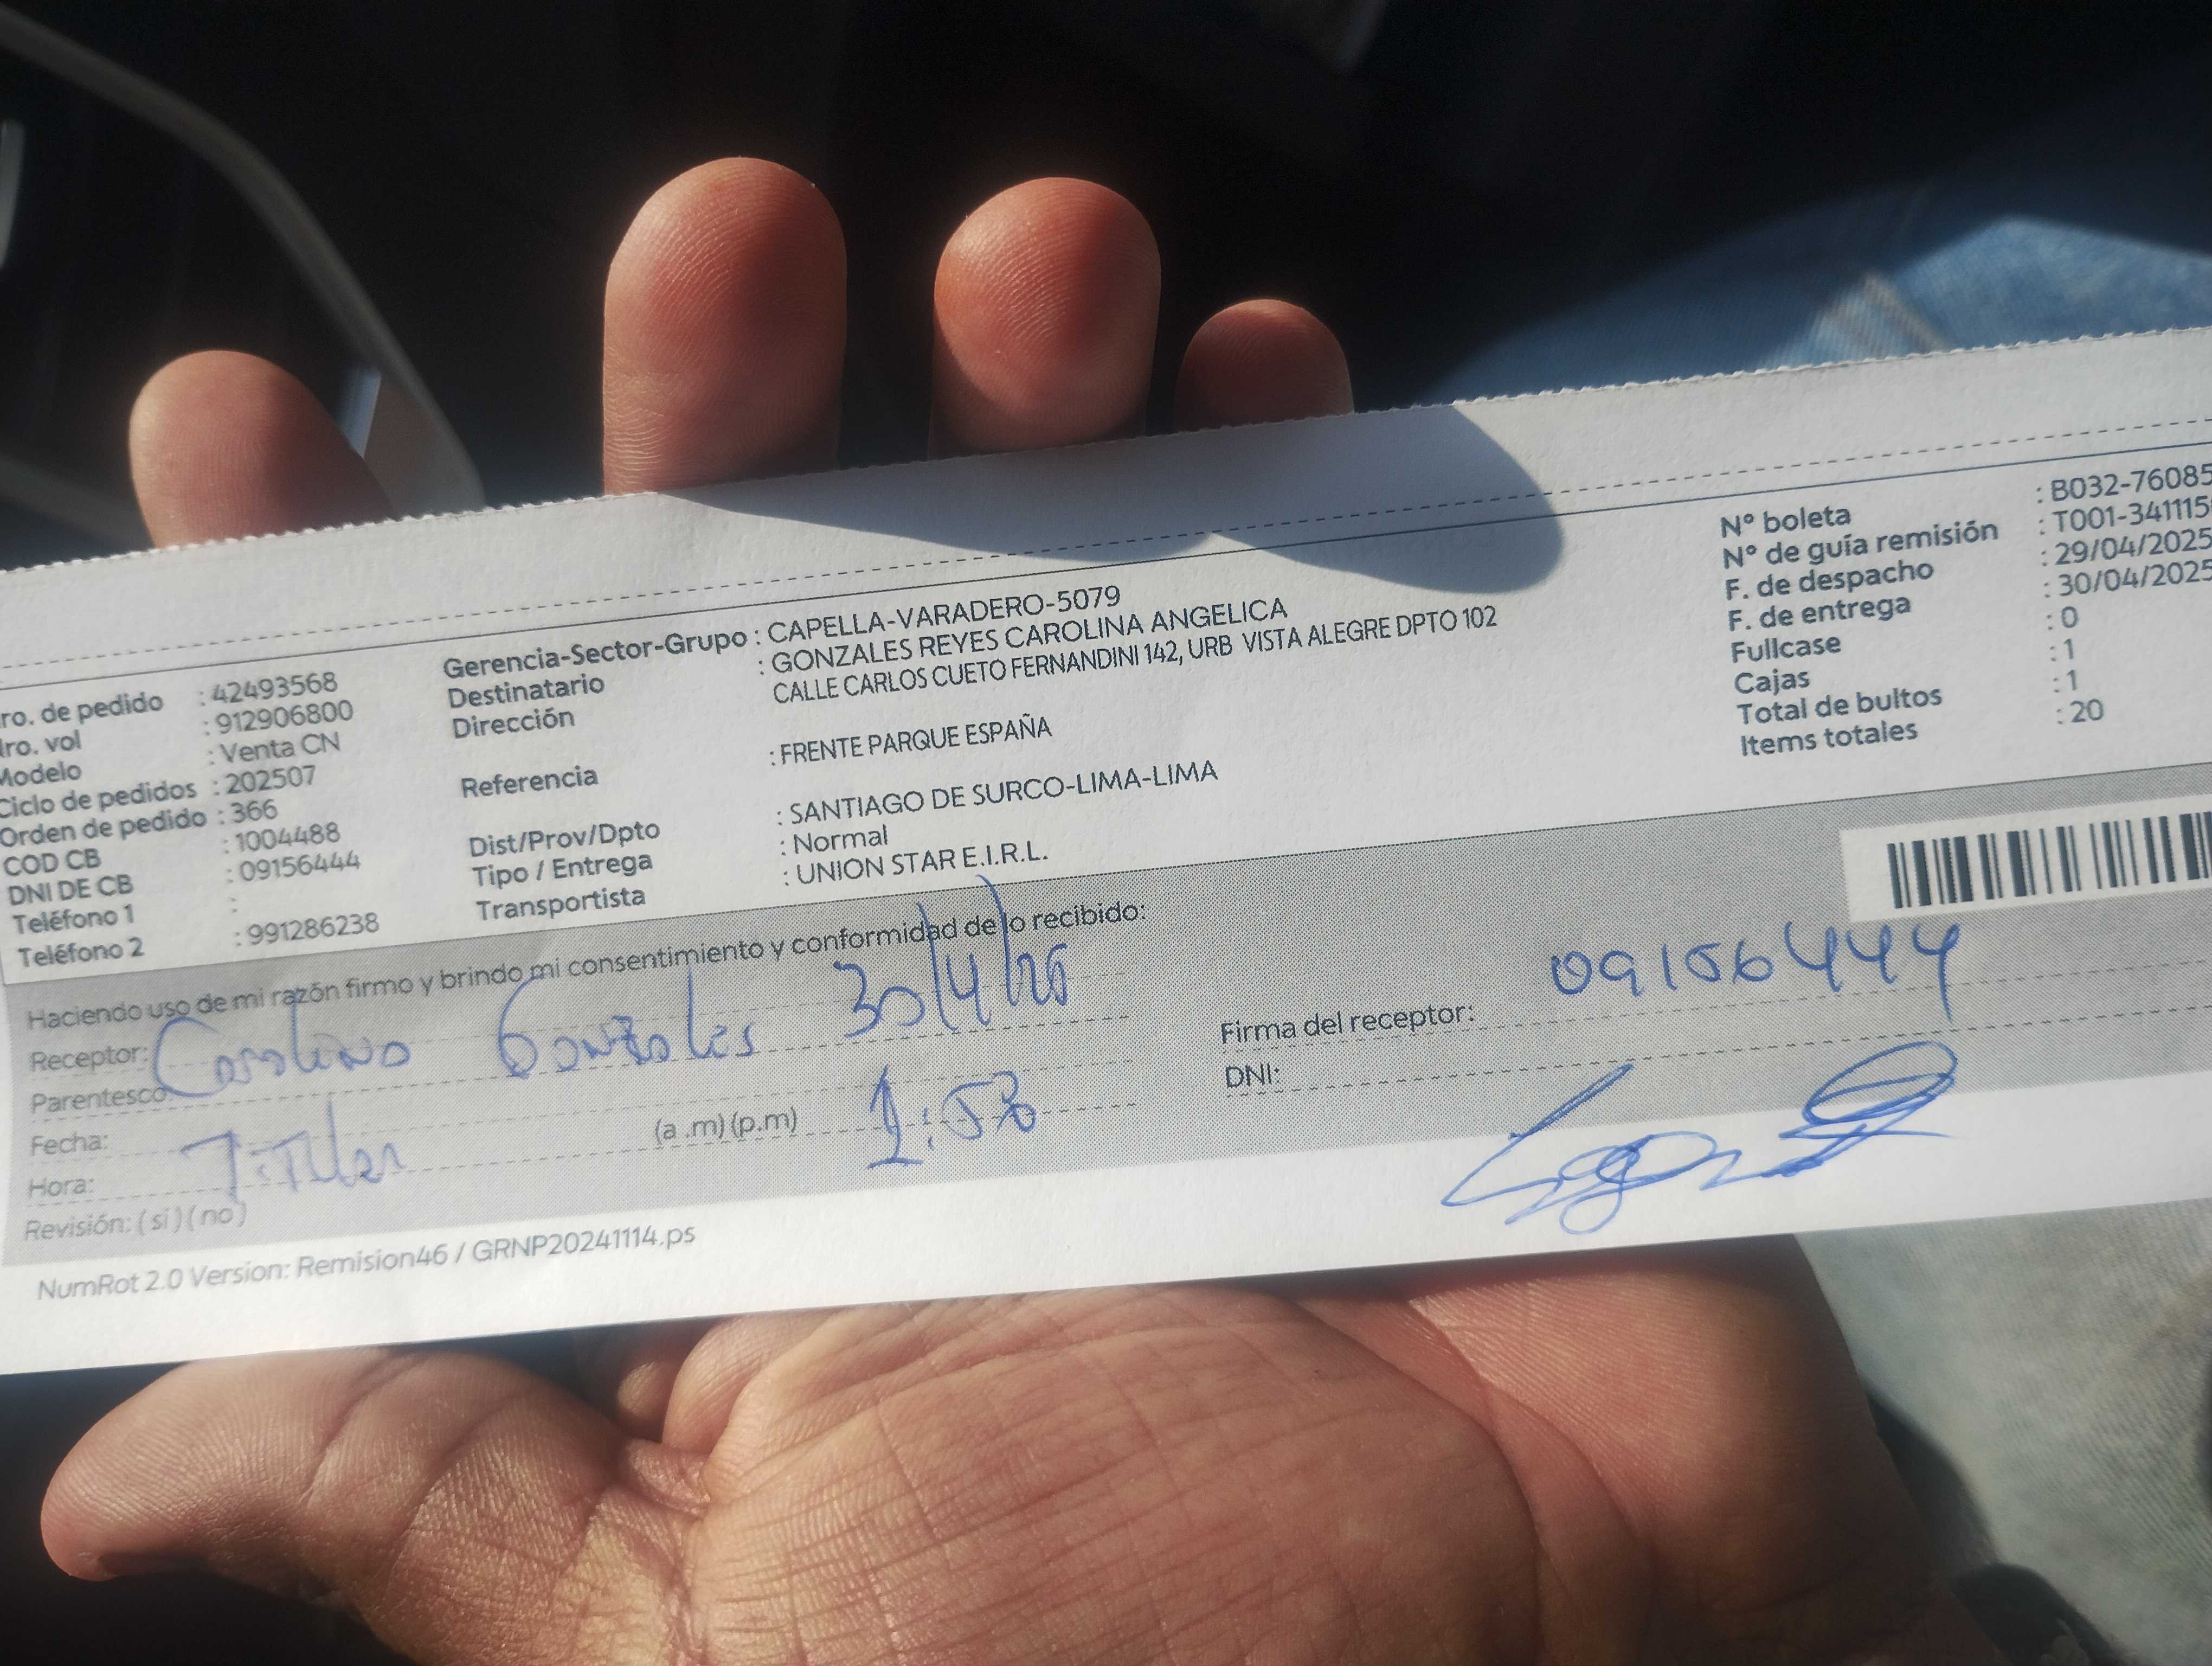 ro. de pedido : 42493568
ro. vol : 912906800
Modelo : Venta CN
Ciclo de pedidos : 202507
Orden de pedido : 366
COD CB : 1004488
DNI DE CB : 09156444
Teléfono 1 :
Teléfono 2 : 991286238
Gerencia-Sector-Grupo : CAPELLA-VARADERO-5079
Destinatario : GONZALES REYES CAROLINA ANGELICA
Dirección CALLE CARLOS CUETO FERNANDINI 142, URB VISTA ALEGRE DPTO 102
Referencia : FRENTE PARQUE ESPAÑA
Dist/Prov/Dpto : SANTIAGO DE SURCO-LIMA-LIMA
Tipo / Entrega : Normal
Transportista : UNION STAR E.I.R.L.
N° boleta : B032-76085
N° de guía remisión : T001-341115
F. de despacho : 29/04/2025
F. de entrega : 30/04/2025
Fullcase : 0
Cajas : 1
Total de bultos : 1
Items totales : 20
Haciendo uso de mi razón firmo y brindo mi consentimiento y conformidad de lo recibido:
Receptor: Carolina Gonzales 30/4/25
Parentesco:
Fecha: Titular
Hora: (a .m) (p.m) 1:58
Revisión: ( si ) ( no )
Firma del receptor: 09156444
DNI:
NumRot 2.0 Version: Remision46 / GRNP20241114.ps